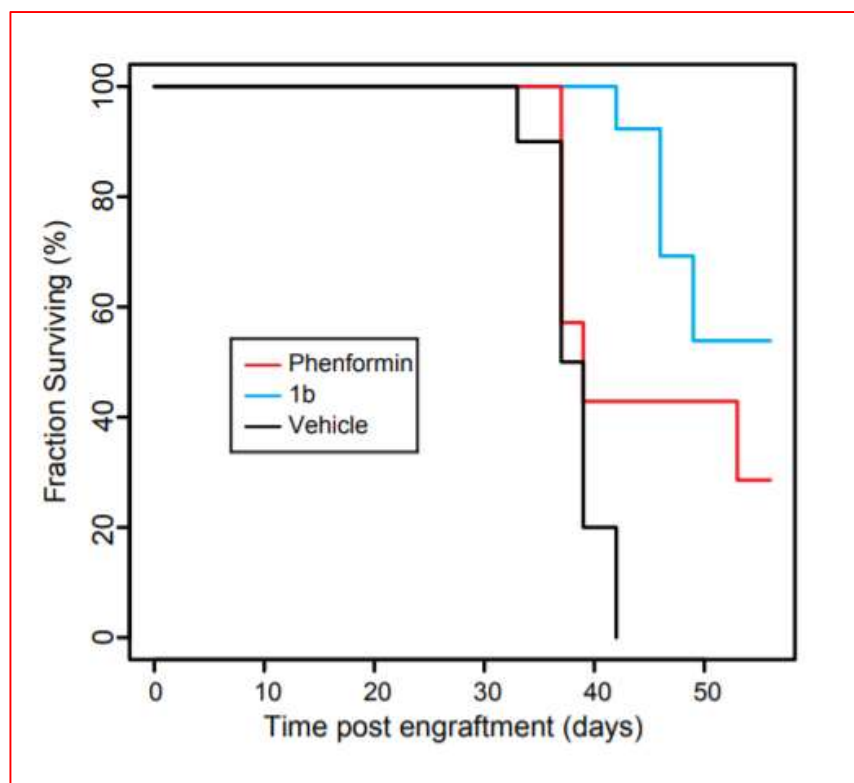 Fraction Surviving (%)
100
80
60
40
20
0
Phenformin
1b
Vehicle
0 10 20 30 40 50
Time post engraftment (days)